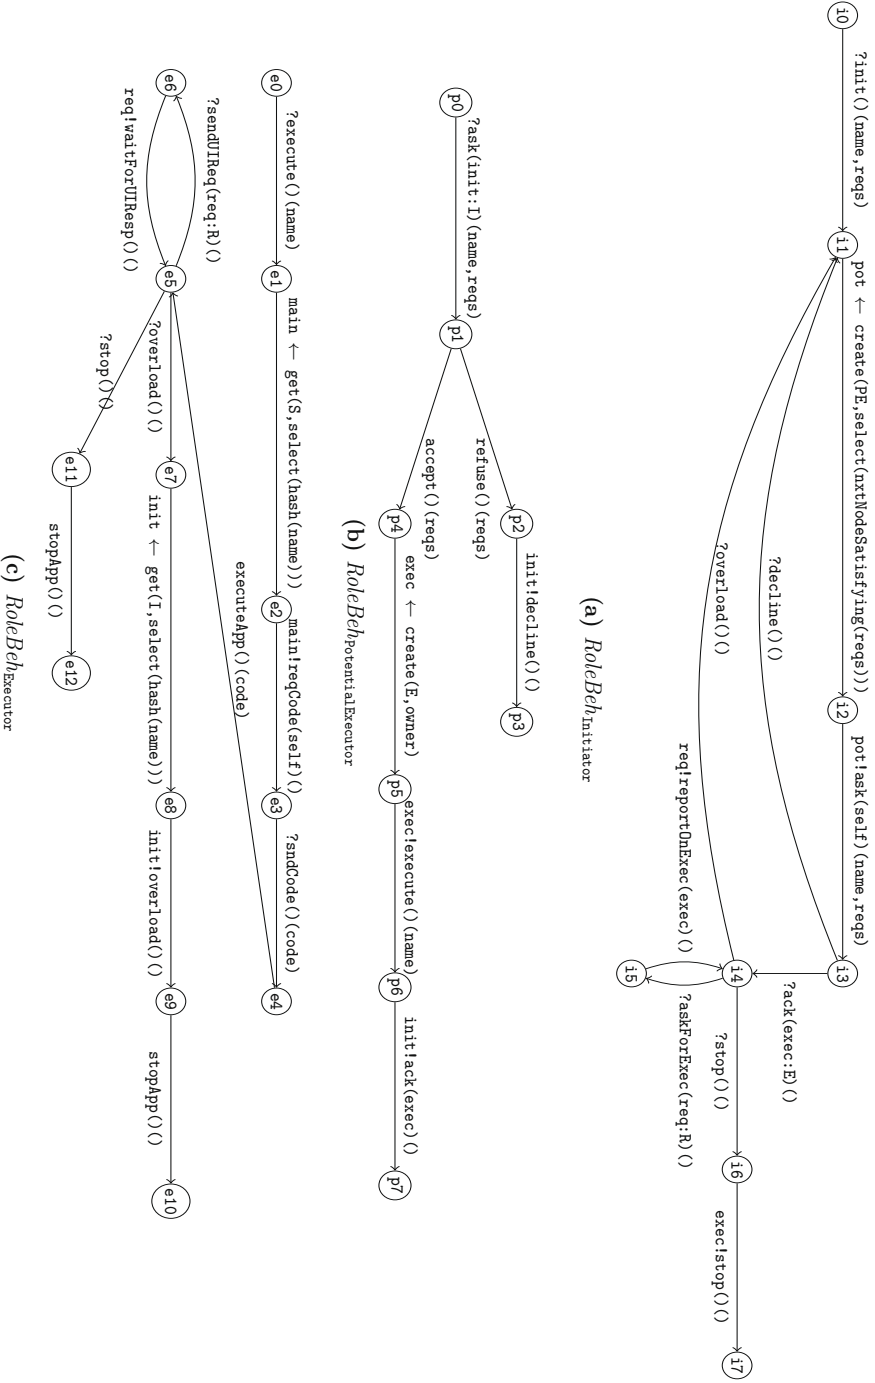 i0
?init()(name,reqs)
i1
pot ← create(PE,select(nxtNodeSatisfying(reqs)))
i2
pot!ask(self)(name,reqs)
i3
?decline()()
?ack(exec:E)()
?overload()()
i4
?stop()()
i6
exec!stop()()
i7
req!reportOnExec(exec)()
?askForExec(req:R)()
i5
(a) RoleBeh_Initiator
p0
?ask(init:I)(name,reqs)
p1
refuse()(reqs)
p2
init!decline()()
p3
accept()(reqs)
p4
exec ← create(E,owner)
p5
exec!execute()(name)
p6
init!ack(exec)()
p7
(b) RoleBeh_PotentialExecutor
e0
?execute()(name)
e1
main ← get(S,select(hash(name)))
e2
main!reqCode(self)()
e3
?sndCode()(code)
e4
executeApp()(code)
?sendUIReq(req:R)()
e6
req!waitForUIResp()()
e5
?overload()()
e7
init ← get(I,select(hash(name)))
e8
init!overload()()
e9
stopApp()()
e10
?stop()()
e11
stopApp()()
e12
(c) RoleBeh_Executor